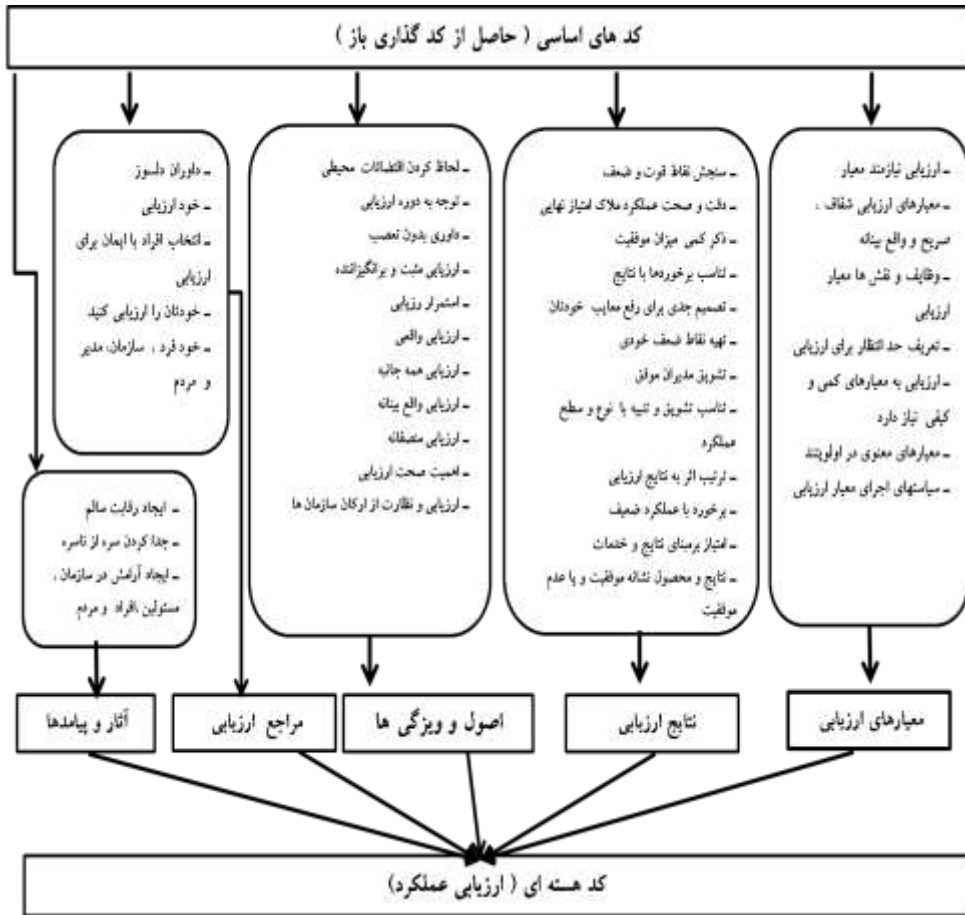 کد های اساسی ( حاصل از کد گذاری باز )
ـ ارزیابی نیازمند معیار
ـ معیارهای ارزیابی شفاف ،
صریح و واقع بینانه
ـ وظایف و نقش ها معیار
ارزیابی
ـ تعریف حد انتظار برای ارزیابی
ـ ارزیابی به معیارهای کمی و
کیفی نیاز دارد
ـ معیارهای معنوی در اولویتند
ـ سیاستهای اجرای معیار ارزیابی
ـ سنجش نقاط قوت و ضعف
ـ دقت و صحت عملکرد ملاک امتیاز نهایی
ـ ذکر کمی میزان موفقیت
ـ تناسب برخوردها با نتایج
ـ تصمیم جدی برای رفع معایب خودتان
ـ تهیه نقاط ضعف خودی
ـ تشویق مدیران موفق
ـ تناسب تشویق و تنبیه با نوع و سطح
عملکرد
ـ ترتیب اثر به نتایج ارزیابی
ـ برخورد با عملکرد ضعیف
ـ امتیاز برمبنای نتایج و خدمات
ـ نتایج و محصول نشانه موفقیت و یا عدم
موفقیت
ـ لحاظ کردن اقتضائات محیطی
ـ توجه به دوره ارزیابی
ـ داوری بدون تعصب
ـ ارزیابی مثبت و برانگیزاننده
ـ استمرار رزیابی
ـ ارزیابی واقعی
ـ ارزیابی همه جانبه
ـ ارزیابی واقع بینانه
ـ ارزیابی منصفانه
ـ اهمیت صحت ارزیابی
ـ ارزیابی و نظارت از ارکان سازمان ها
ـ داوران دلسوز
ـ خود ارزیابی
ـ انتخاب افراد با ایمان برای
ارزیابی
ـ خودتان را ارزیابی کنید
ـ خود فرد ، سازمان، مدیر
و مردم
ـ ایجاد رقابت سالم
ـ جدا کردن سره از ناسره
ـ ایجاد آرامش در سازمان ،
مسئولین ،افراد و مردم
معیارهای ارزیابی
نتایج ارزیابی
اصول و ویژگی ها
مراجع ارزیابی
آثار و پیامدها
کد هسته ای ( ارزیابی عملکرد)